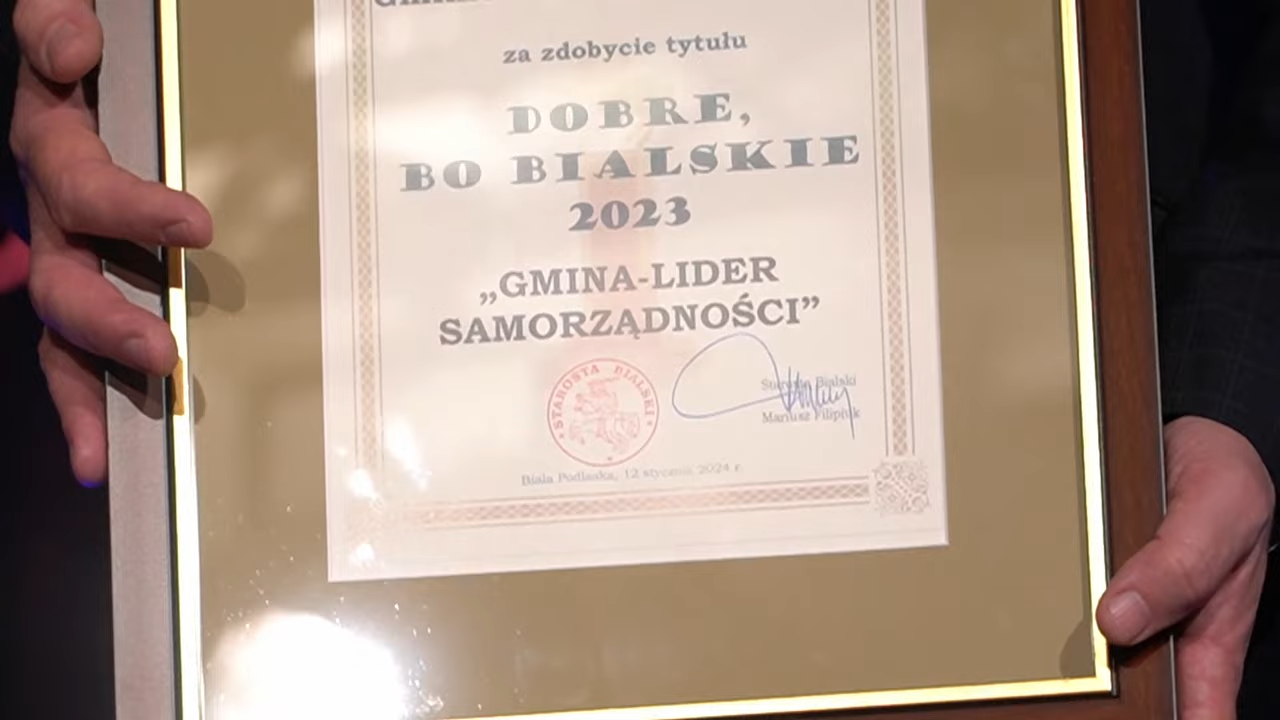 za zdobycie tytułu
DOBRE,
BO BIALSKIE
2023
„GMINA-LIDER
SAMORZĄDNOŚCI”
STAROSTA BIALSKI
Starosta Bialski
Mariusz Filipiuk
Biała Podlaska, 12 stycznia 2024 r.